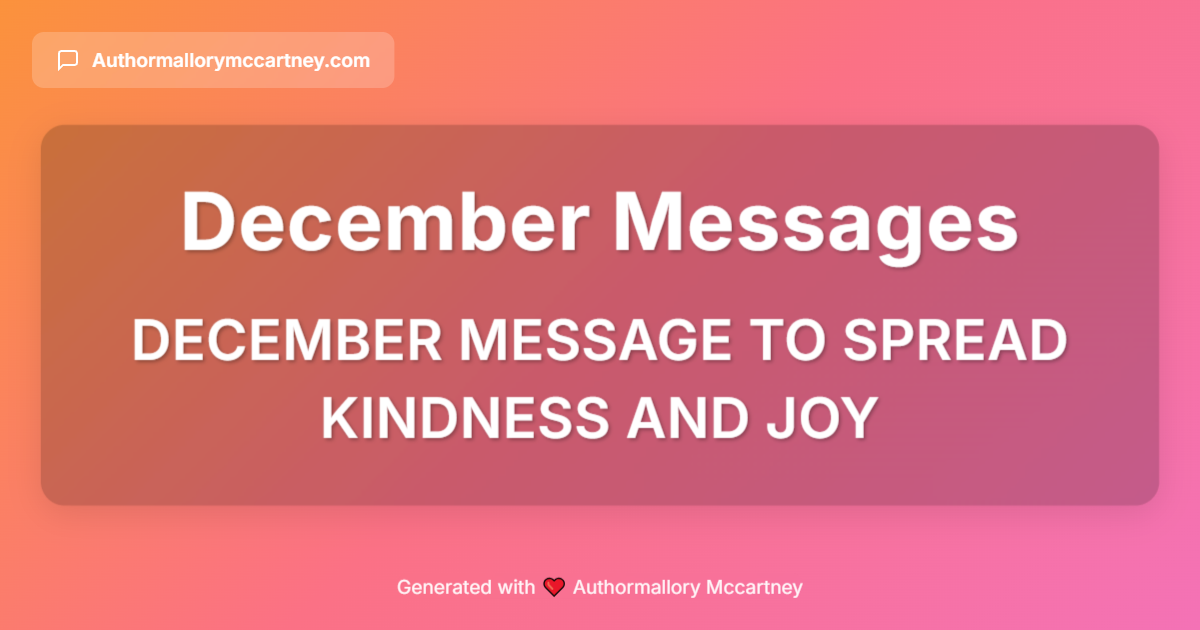 Authormallorymccartney.com
December Messages
DECEMBER MESSAGE TO SPREAD
KINDNESS AND JOY
Generated with ❤️ Authormallory Mccartney